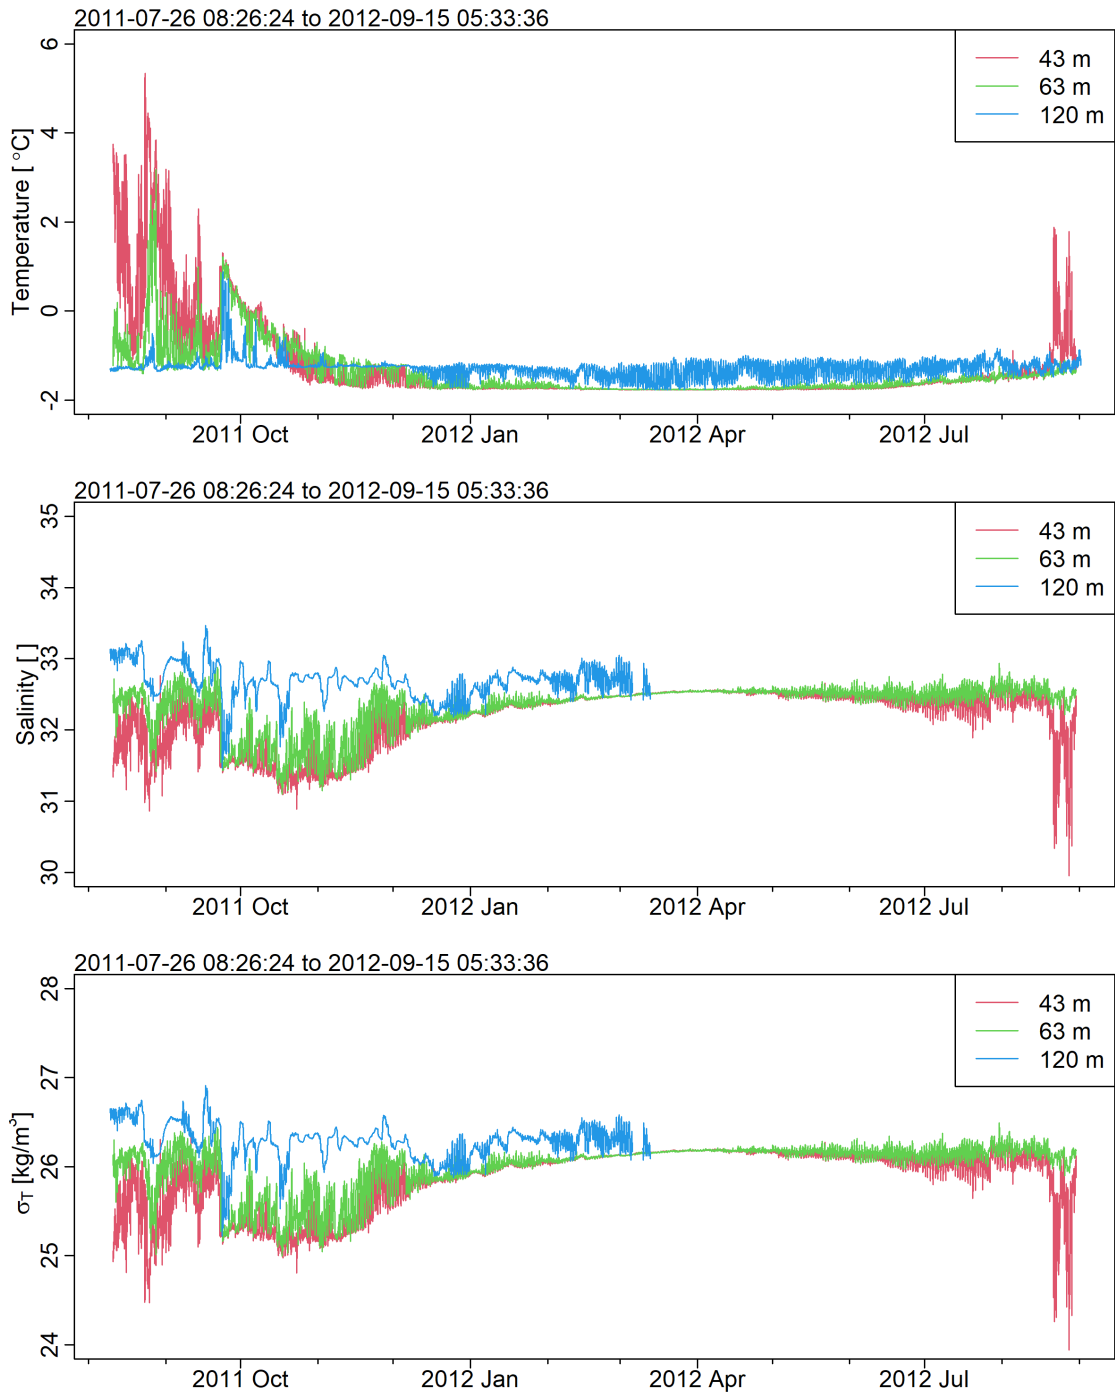 2011-07-26 08:26:24 to 2012-09-15 05:33:36
6
4
2
0
-2
Temperature [ °C]
43 m
63 m
120 m
2011 Oct 2012 Jan 2012 Apr 2012 Jul
2011-07-26 08:26:24 to 2012-09-15 05:33:36
35
34
33
32
31
30
Salinity [ ]
43 m
63 m
120 m
2011 Oct 2012 Jan 2012 Apr 2012 Jul
2011-07-26 08:26:24 to 2012-09-15 05:33:36
28
27
26
25
24
σT [kg/m³]
43 m
63 m
120 m
2011 Oct 2012 Jan 2012 Apr 2012 Jul